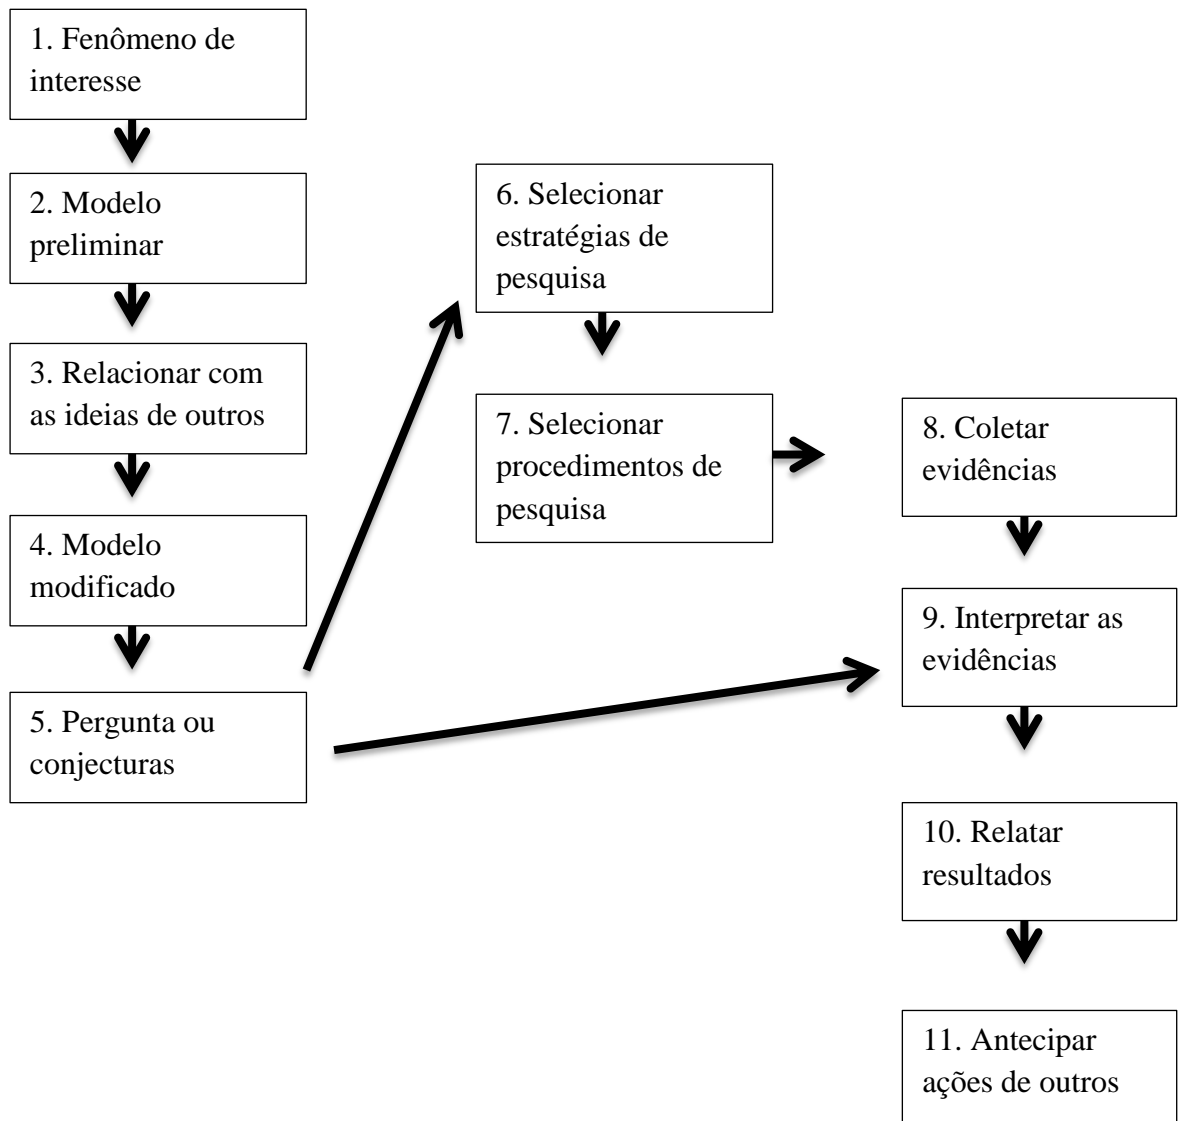 1. Fenômeno de
interesse
2. Modelo
preliminar
3. Relacionar com
as ideias de outros
4. Modelo
modificado
5. Pergunta ou
conjecturas
6. Selecionar
estratégias de
pesquisa
7. Selecionar
procedimentos de
pesquisa
8. Coletar
evidências
9. Interpretar as
evidências
10. Relatar
resultados
11. Antecipar
ações de outros